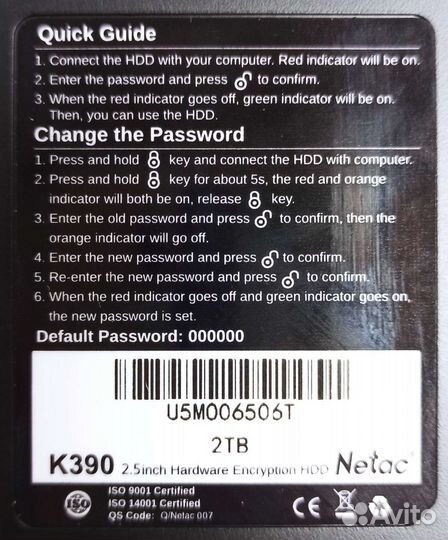 Quick Guide
1. Connect the HDD with your computer. Red indicator will be on.
2. Enter the password and press to confirm.
3. When the red indicator goes off, green indicator will be on.
Then, you can use the HDD.
Change the Password
1. Press and hold key and connect the HDD with computer.
2. Press and hold key for about 5s, the red and orange
indicator will both be on, release key.
3. Enter the old password and press to confirm, then the
orange indicator will go off.
4. Enter the new password and press to confirm.
5. Re-enter the new password and press to confirm.
6. When the red indicator goes off and green indicator goes on,
the new password is set.
Default Password: 000000
U5M006506T
2TB
K390 2.5inch Hardware Encryption HDD Netac
ISO
ISO 9001 Certified
ISO 14001 Certified
QS Code: Q/Netac 007
CE
Avito